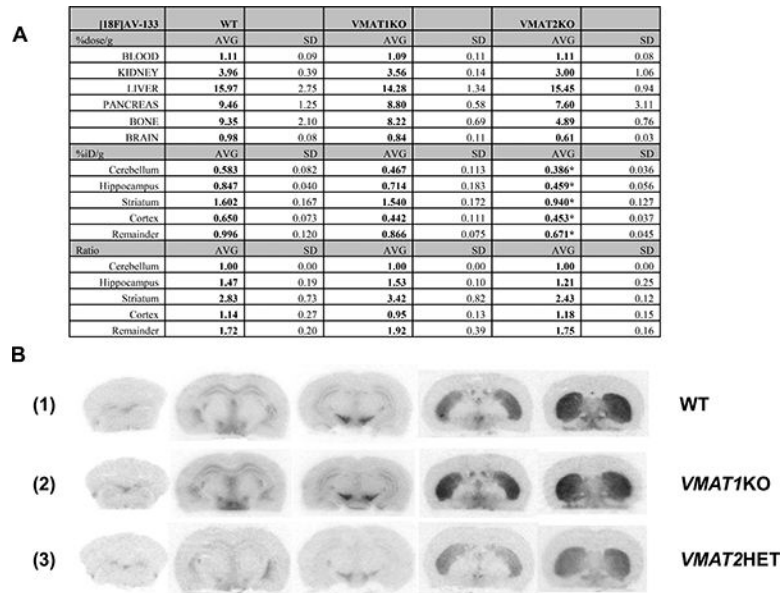 A
[18F]AV-133 WT VMAT1KO VMAT2KO
%dose/g AVG SD AVG SD AVG SD
BLOOD 1.11 0.09 1.09 0.11 1.11 0.08
KIDNEY 3.96 0.39 3.56 0.14 3.00 1.06
LIVER 15.97 2.75 14.28 1.34 15.45 0.94
PANCREAS 9.46 1.25 8.80 0.58 7.60 3.11
BONE 9.35 2.10 8.22 0.69 4.89 0.76
BRAIN 0.98 0.08 0.84 0.11 0.61 0.03
%iD/g AVG SD AVG SD AVG SD
Cerebellum 0.583 0.082 0.467 0.113 0.386* 0.036
Hippocampus 0.847 0.040 0.714 0.183 0.459* 0.056
Striatum 1.602 0.167 1.540 0.172 0.940* 0.127
Cortex 0.650 0.073 0.442 0.111 0.453* 0.037
Remainder 0.996 0.120 0.866 0.075 0.671* 0.045
Ratio AVG SD AVG SD AVG SD
Cerebellum 1.00 0.00 1.00 0.00 1.00 0.00
Hippocampus 1.47 0.19 1.53 0.10 1.21 0.25
Striatum 2.83 0.73 3.42 0.82 2.43 0.12
Cortex 1.14 0.27 0.95 0.13 1.18 0.15
Remainder 1.72 0.20 1.92 0.39 1.75 0.16
B
(1) WT
(2) VMAT1KO
(3) VMAT2HET